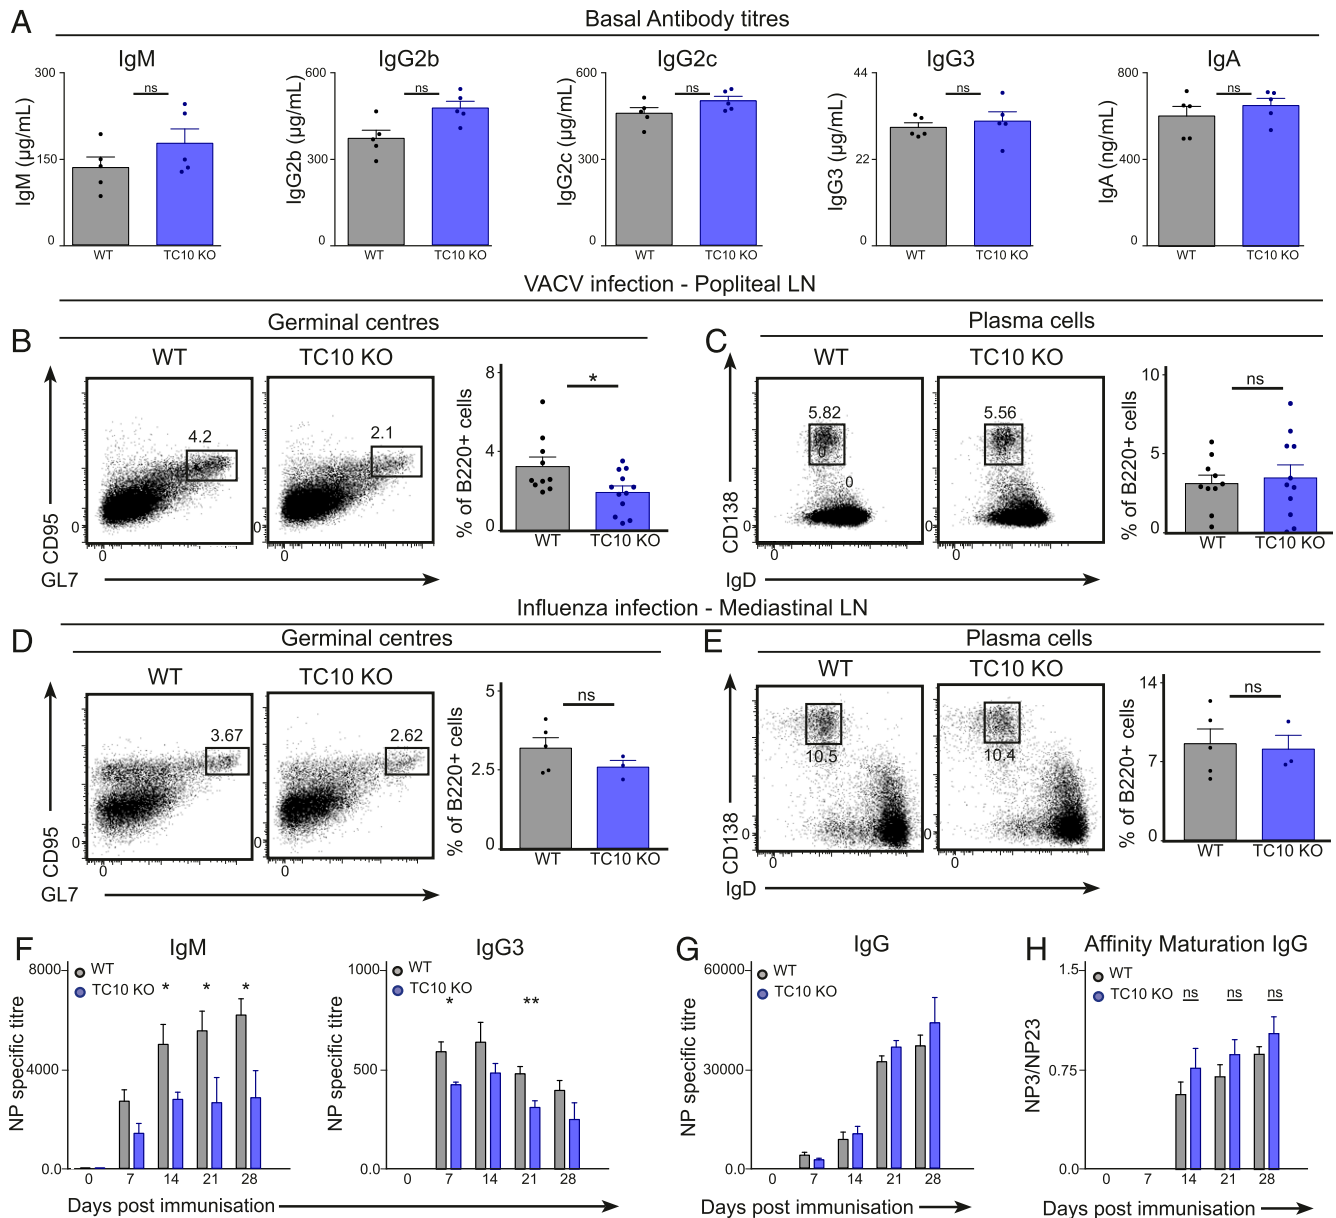 A
Basal Antibody titres
IgM
IgG2b
IgG2c
IgG3
IgA
IgM (µg/mL)
300
150
0
ns
WT
TC10 KO
IgG2b (µg/mL)
600
300
0
ns
WT
TC10 KO
IgG2c (µg/mL)
600
300
0
ns
WT
TC10 KO
IgG3 (µg/mL)
44
22
0
ns
WT
TC10 KO
IgA (ng/mL)
800
400
0
ns
WT
TC10 KO
VACV infection - Popliteal LN
B
Germinal centres
WT
TC10 KO
4.2
2.1
CD95
0
0
0
0
GL7
% of B220+ cells
8
4
0
*
WT
TC10 KO
C
Plasma cells
WT
TC10 KO
5.82
0
0
5.56
CD138
0
0
0
0
IgD
% of B220+ cells
10
5
0
ns
WT
TC10 KO
Influenza infection - Mediastinal LN
D
Germinal centres
WT
TC10 KO
3.67
2.62
CD95
0
0
0
0
GL7
% of B220+ cells
5
2.5
0
ns
WT
TC10 KO
E
Plasma cells
WT
TC10 KO
10.5
10.4
CD138
0
0
0
0
IgD
% of B220+ cells
14
7
0
ns
WT
TC10 KO
F
IgM
WT
TC10 KO
NP specific titre
8000
4000
0.0
* * *
0 7 14 21 28
IgG3
WT
TC10 KO
NP specific titre
1000
500
0.0
* **
0 7 14 21 28
Days post immunisation
G
IgG
WT
TC10 KO
NP specific titre
60000
30000
0.0
0 7 14 21 28
Days post immunisation
H
Affinity Maturation IgG
WT
TC10 KO
NP3/NP23
1.5
0.75
0.0
ns ns ns
0 7 14 21 28
Days post immunisation